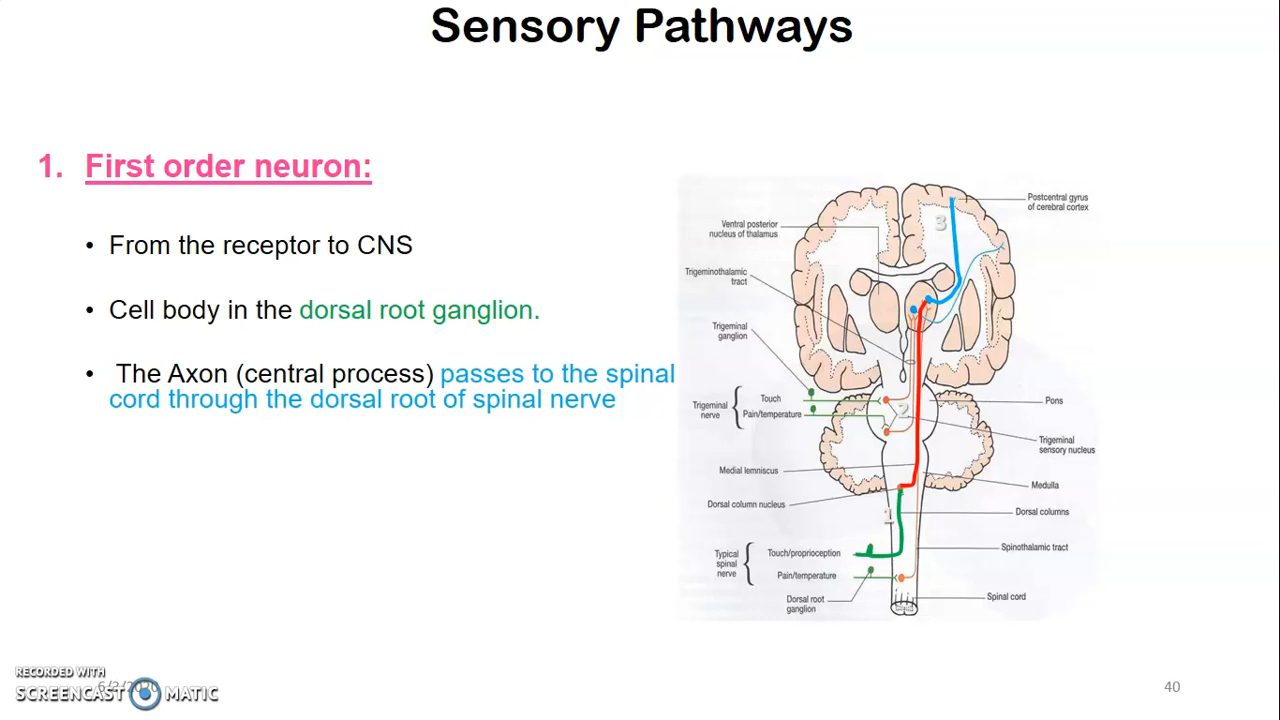 Sensory Pathways
1. First order neuron:
• From the receptor to CNS
• Cell body in the dorsal root ganglion.
• The Axon (central process) passes to the spinal
cord through the dorsal root of spinal nerve
Postcentral gyrus
of cerebral cortex
3
Ventral posterior
nucleus of thalamus
Trigeminothalamic
tract
Trigeminal
ganglion
Trigeminal
nerve
Touch
Pain/temperature
2
Pons
Trigeminal
sensory nucleus
Medial lemniscus
Medulla
Dorsal column nucleus
1
Dorsal columns
Typical
spinal
nerve
Touch/proprioception
Pain/temperature
Spinothalamic tract
Dorsal root
ganglion
Spinal cord
RECORDED WITH
SCREENCAST MATIC
40